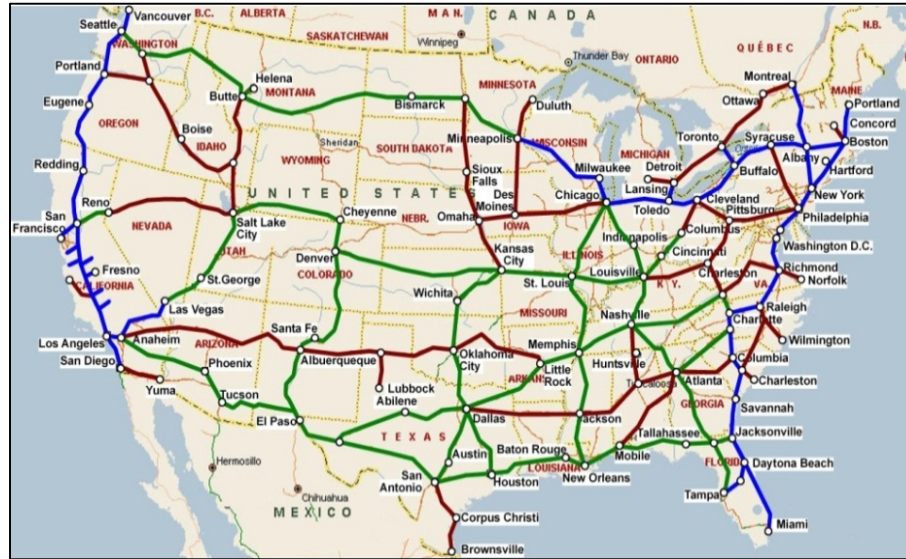 Vancouver
B.C.
ALBERTA
MAN.
CANADA
SASKATCHEWAN
Winnipeg
Thunder Bay
ONTARIO
QUÉBEC
N.B.
Seattle
WASHINGTON
Portland
Helena
MONTANA
Butte
Bismarck
MINNESOTA
Duluth
Montreal
MAINE
Portland
Ottawa
Concord
Eugene
OREGON
Boise
IDAHO
Sheridan
WYOMING
SOUTH DAKOTA
Minneapolis
WISCONSIN
MICHIGAN
Toronto
Syracuse
Boston
Albany
Hartford
Redding
Sioux
Falls
Milwaukee
Detroit
Lansing
Buffalo
New York
Reno
UNITED STATES
NEBR.
Des
Moines
Chicago
Toledo
Cleveland
Pittsburg
Philadelphia
San
Francisco
NEVADA
Salt Lake
City
Cheyenne
Omaha
IOWA
Columbus
Washington D.C.
UTAH
Denver
COLORADO
Kansas
City
ILLINOIS
Indianapolis
Cincinnati
Fresno
CALIFORNIA
St.George
Wichita
St. Louis
Louisville
KY.
Charleston
VA.
Richmond
Norfolk
Las Vegas
MISSOURI
Nashville
Charlotte
Raleigh
Los Angeles
Anaheim
ARIZONA
Santa Fe
Albuerqueque
Oklahoma
City
Memphis
Huntsville
Wilmington
San Diego
Phoenix
Yuma
Lubbock
Abilene
ARKAN
Little
Rock
Tuscaloosa
Atlanta
Columbia
Charleston
Tucson
El Paso
Dallas
Jackson
GEORGIA
Savannah
TEXAS
Austin
Baton Rouge
Tallahassee
Jacksonville
Hermosillo
San
Antonio
Houston
LOUISIANA
New Orleans
Mobile
FLORIDA
Daytona Beach
Chihuahua
MEXICO
Tampa
Corpus Christi
Miami
Brownsville